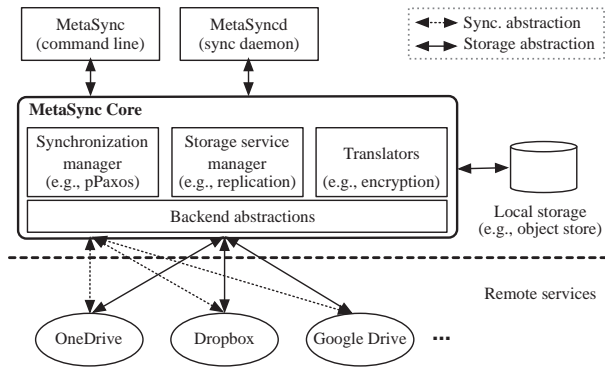 MetaSync
(command line)
MetaSyncd
(sync daemon)
Sync. abstraction
Storage abstraction
MetaSync Core
Synchronization
manager
(e.g., pPaxos)
Storage service
manager
(e.g., replication)
Translators
(e.g., encryption)
Backend abstractions
Local storage
(e.g., object store)
Remote services
OneDrive
Dropbox
Google Drive
...